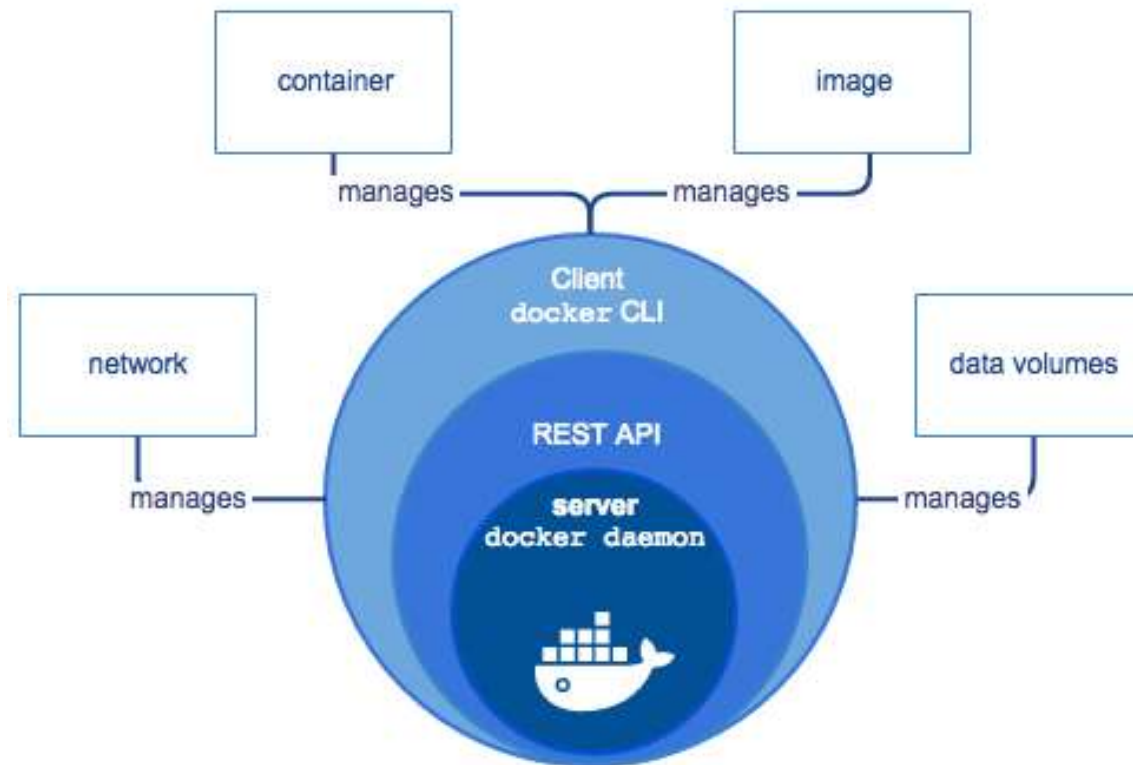 container
image
manages
manages
Client
docker CLI
network
data volumes
REST API
manages
manages
server
docker daemon